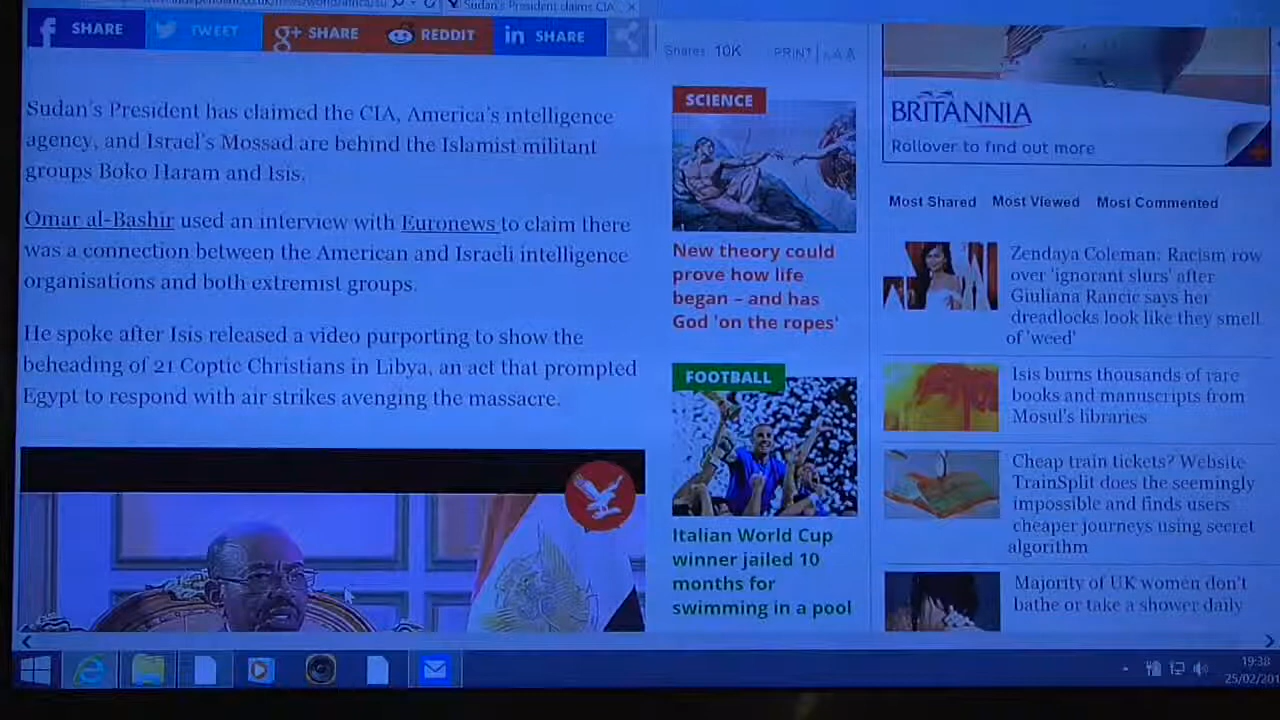 Sudan's President claims CIA...
SHARE
TWEET
g+ SHARE
REDDIT
in SHARE
Shares 10K
PRINT | A A A
Sudan's President has claimed the CIA, America's intelligence
agency, and Israel's Mossad are behind the Islamist militant
groups Boko Haram and Isis.
Omar al-Bashir used an interview with Euronews to claim there
was a connection between the American and Israeli intelligence
organisations and both extremist groups.
He spoke after Isis released a video purporting to show the
beheading of 21 Coptic Christians in Libya, an act that prompted
Egypt to respond with air strikes avenging the massacre.
SCIENCE
New theory could
prove how life
began – and has
God 'on the ropes'
FOOTBALL
Italian World Cup
winner jailed 10
months for
swimming in a pool
BRITANNIA
Rollover to find out more
Most Shared Most Viewed Most Commented
Zendaya Coleman: Racism row
over 'ignorant slurs' after
Giuliana Rancic says her
dreadlocks look like they smell
of 'weed'
Isis burns thousands of rare
books and manuscripts from
Mosul's libraries
Cheap train tickets? Website
TrainSplit does the seemingly
impossible and finds users
cheaper journeys using secret
algorithm
Majority of UK women don't
bathe or take a shower daily
19:38
25/02/201